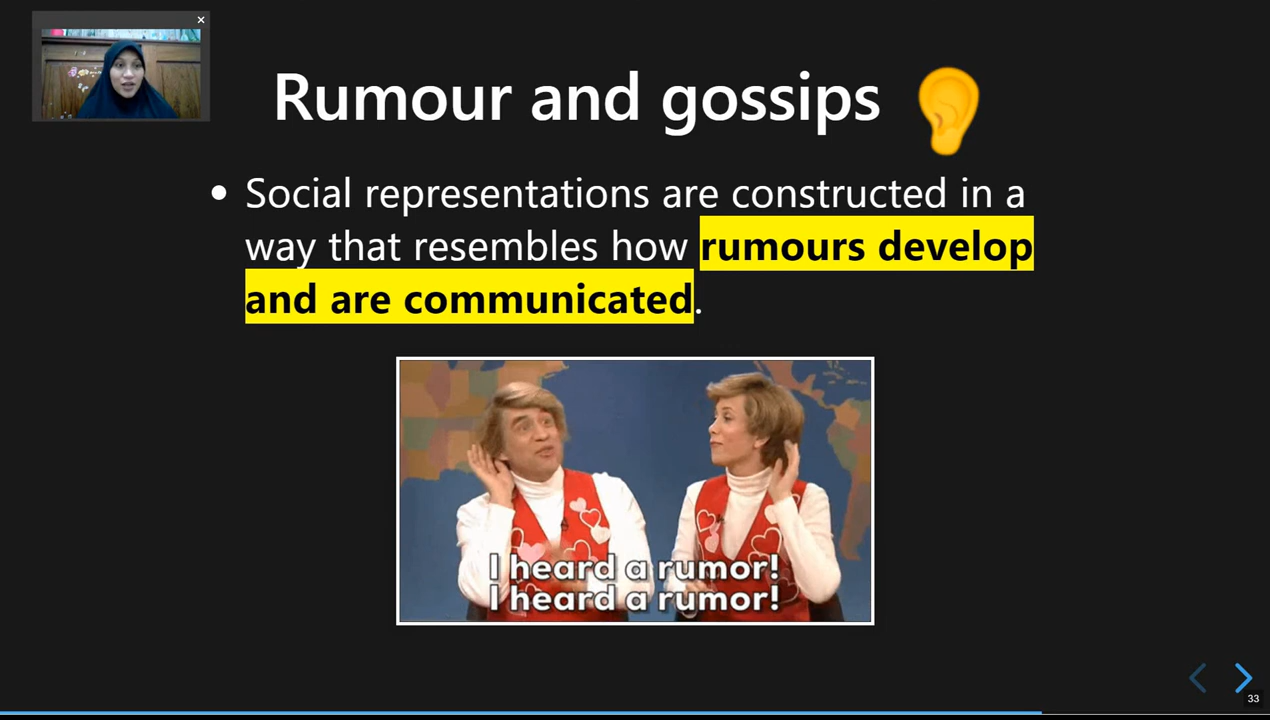 Rumour and gossips
• Social representations are constructed in a
way that resembles how rumours develop
and are communicated.
I heard a rumor!
I heard a rumor!
33